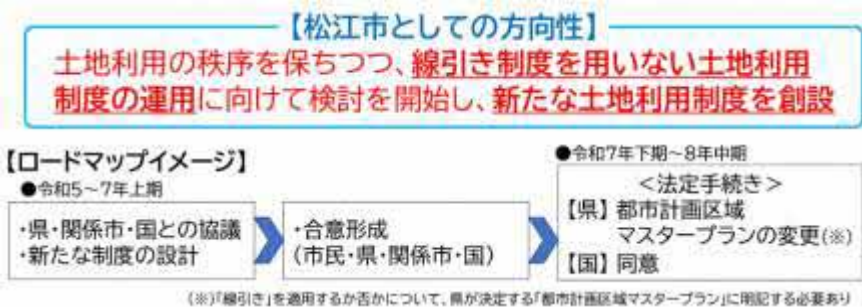 【松江市としての方向性】
土地利用の秩序を保ちつつ、線引き制度を用いない土地利用
制度の運用に向けて検討を開始し、新たな土地利用制度を創設
【ロードマップイメージ】
●令和5～7年上期
・県・関係市・国との協議
・新たな制度の設計
・合意形成
（市民・県・関係市・国）
●令和7年下期～8年中期
＜法定手続き＞
【県】都市計画区域
マスタープランの変更(※)
【国】同意
(※)「線引き」を適用するか否かについて、県が決定する「都市計画区域マスタープラン」に明記する必要あり